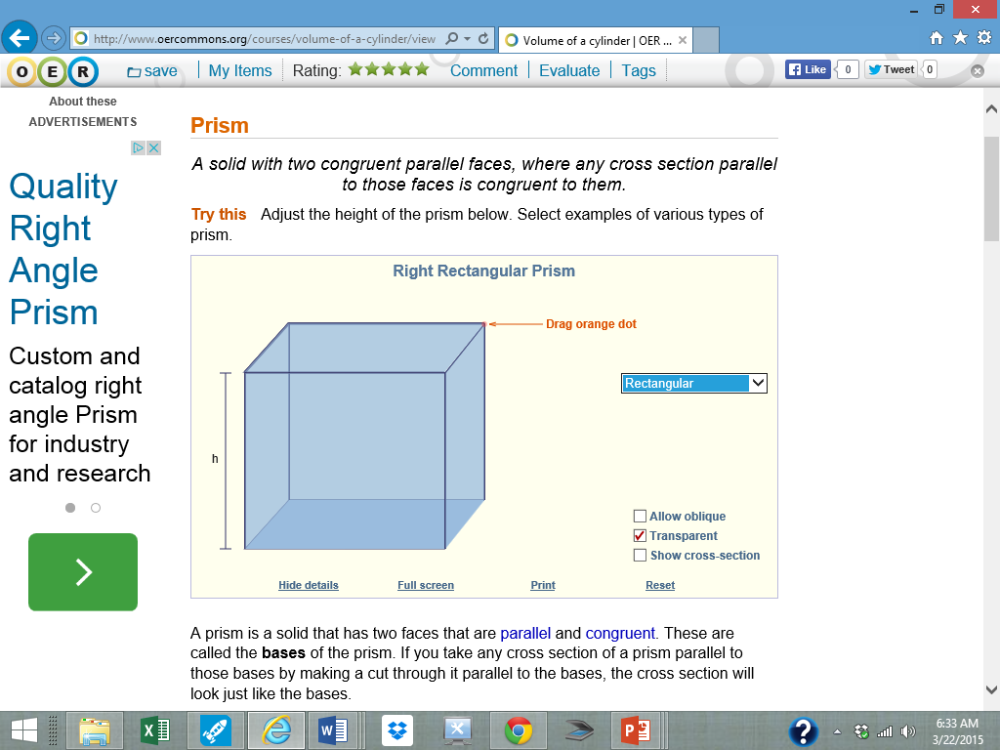 http://www.oercommons.org/courses/volume-of-a-cylinder/view
Volume of a cylinder | OER ...
O E R
save
My Items
Rating:
Comment
Evaluate
Tags
Like
0
Tweet
0
About these
ADVERTISEMENTS
Quality
Right
Angle
Prism
Custom and
catalog right
angle Prism
for industry
and research
Prism
A solid with two congruent parallel faces, where any cross section parallel
to those faces is congruent to them.
Try this Adjust the height of the prism below. Select examples of various types of
prism.
Right Rectangular Prism
Drag orange dot
Rectangular
h
Allow oblique
Transparent
Show cross-section
Hide details
Full screen
Print
Reset
A prism is a solid that has two faces that are parallel and congruent. These are
called the bases of the prism. If you take any cross section of a prism parallel to
those bases by making a cut through it parallel to the bases, the cross section will
look just like the bases.
6:33 AM
3/22/2015